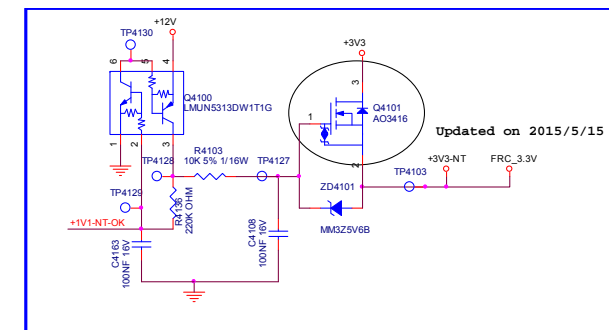 +12V
TP4130
6
5
4
Q4100
LMUN5313DW1T1G
1
2
3
TP4128
R4103
10K 5% 1/16W
TP4127
TP4129
R4136
220K OHM
+1V1-NT-OK
C4163
100NF 16V
C4108
100NF 16V
+3V3
3
1
Q4101
AO3416
2
Updated on 2015/5/15
ZD4101
MM3Z5V6B
TP4103
+3V3-NT
FRC_3.3V